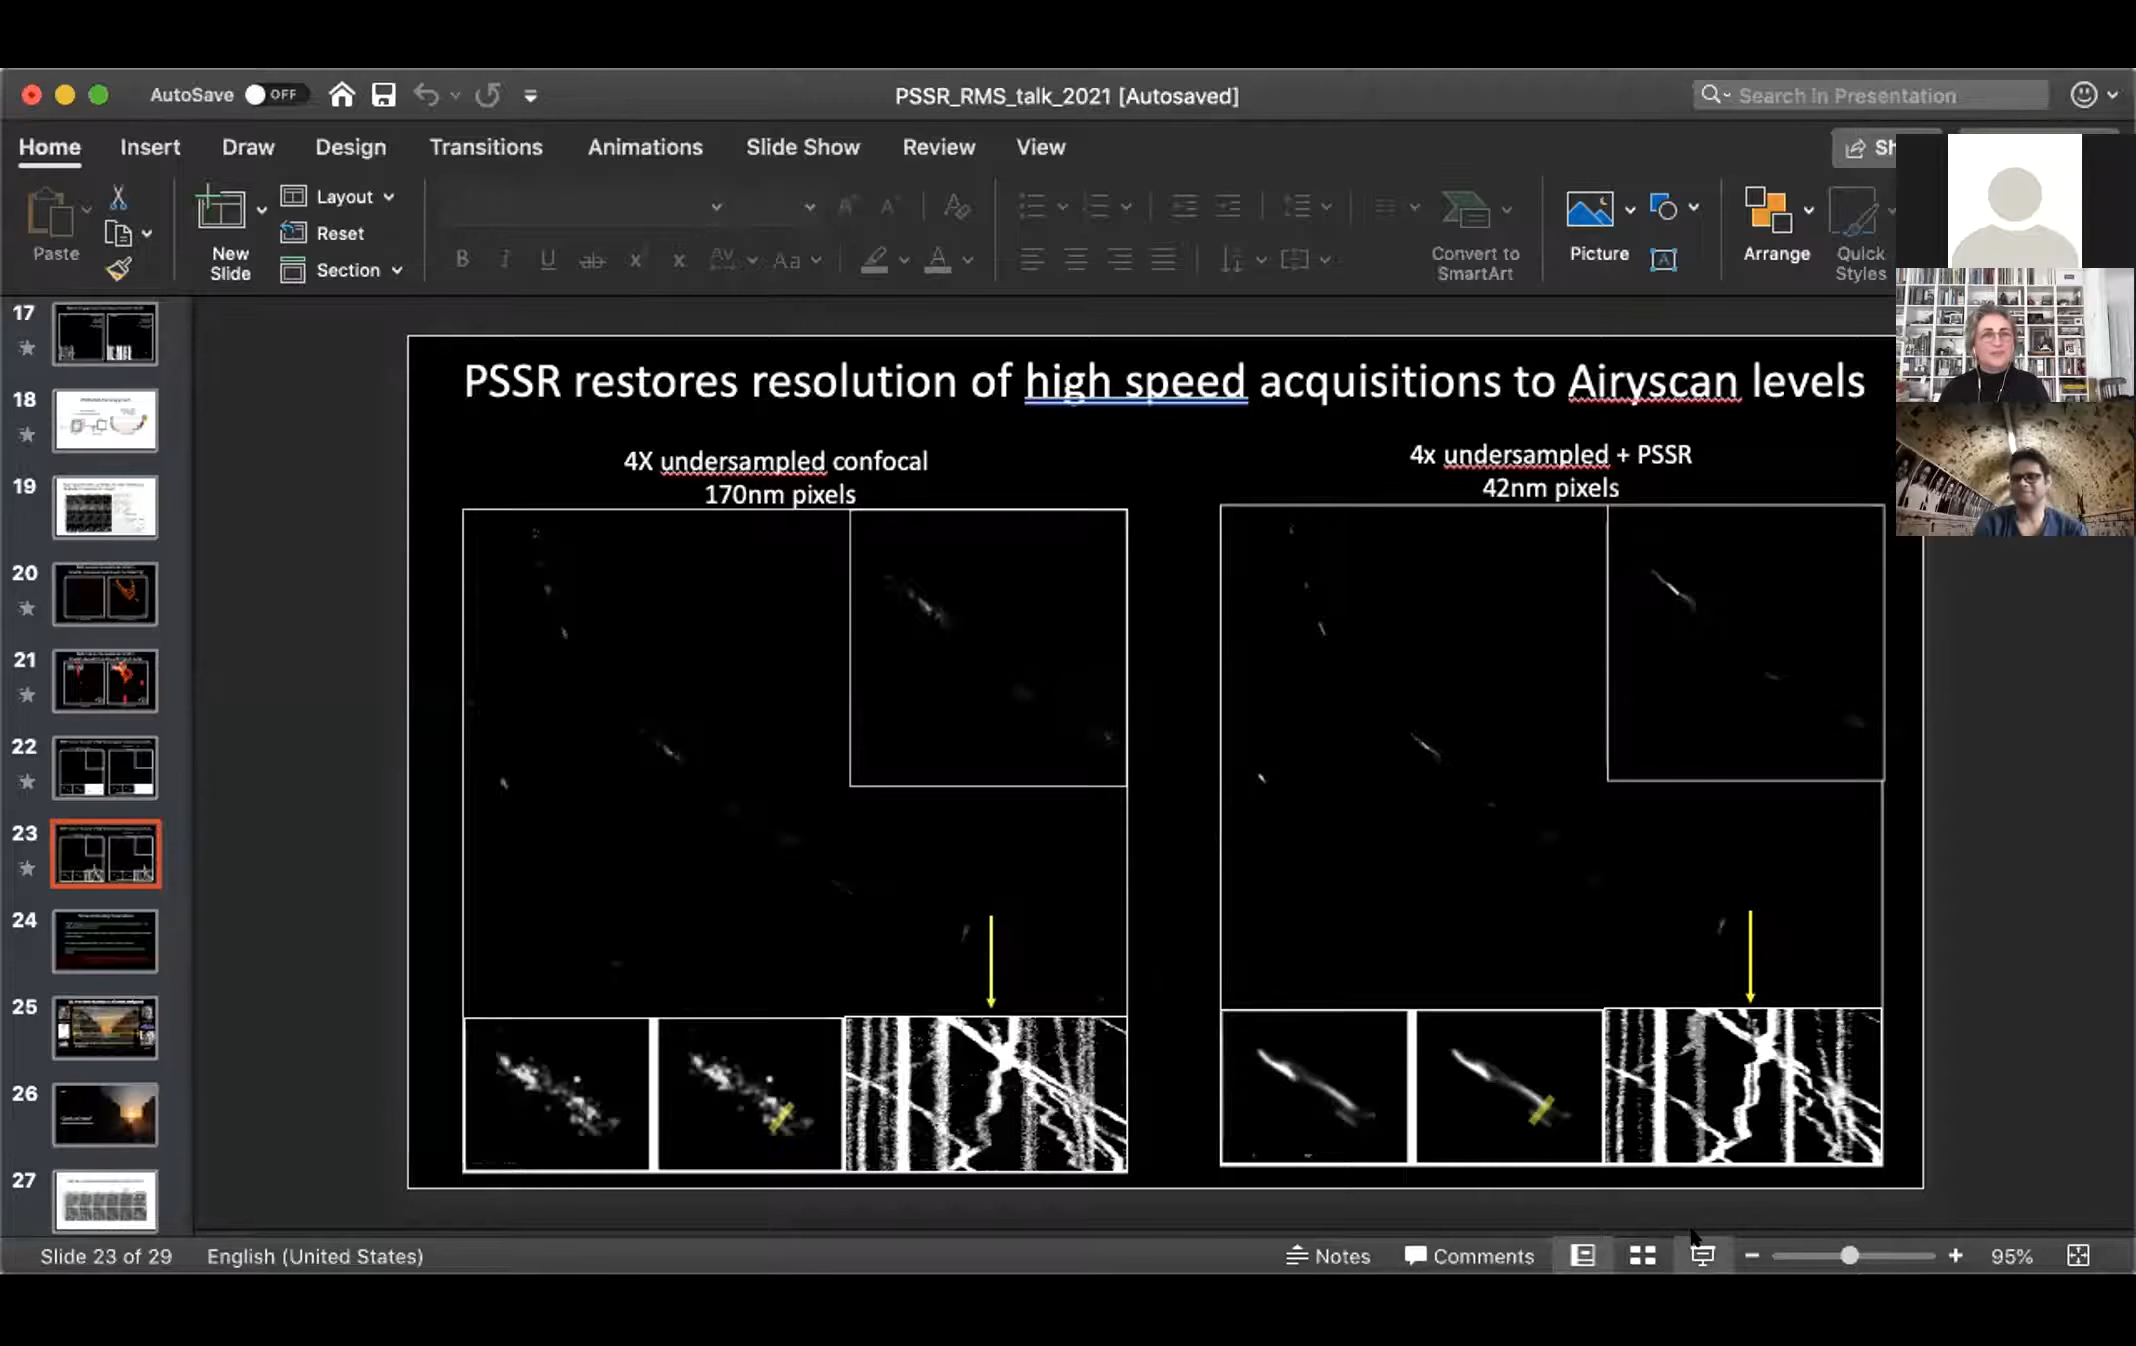 AutoSave OFF
PSSR_RMS_talk_2021 [Autosaved]
Search in Presentation
Home Insert Draw Design Transitions Animations Slide Show Review View
Sh
Paste
New Slide
Layout
Reset
Section
Convert to SmartArt
Picture
Arrange
Quick Styles
17
18
19
20
21
22
23
24
25
26
27
PSSR restores resolution of high speed acquisitions to Airyscan levels
4X undersampled confocal
170nm pixels
4x undersampled + PSSR
42nm pixels
Slide 23 of 29 English (United States)
Notes Comments 95%